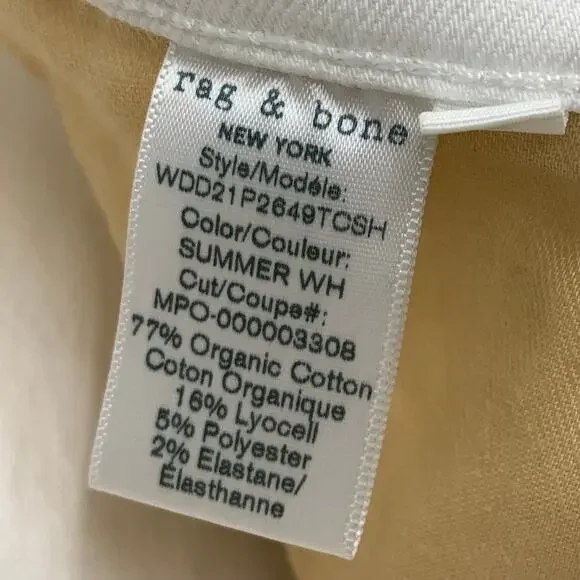 rag & bone
NEW YORK
Style/Modéle:
WDD21P2649TCSH
Color/Couleur:
SUMMER WH
Cut/Coupe#:
MPO-000003308
77% Organic Cotton
Coton Organique
16% Lyocell
5% Polyester
2% Elastane/
Élasthanne